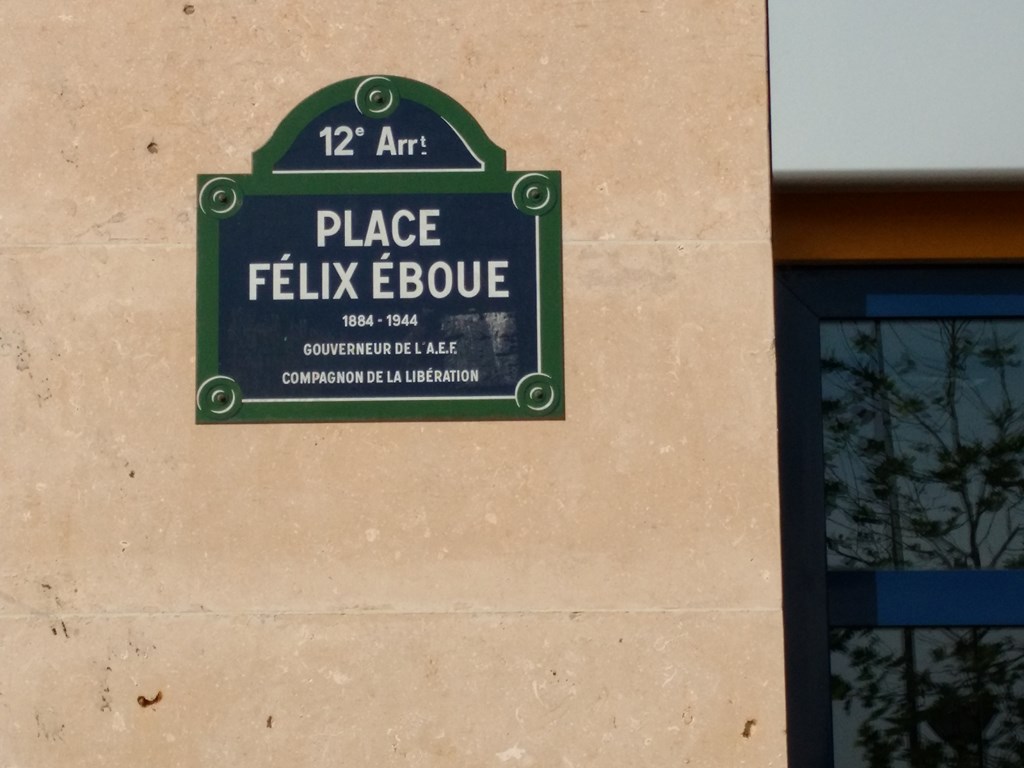 12e Arrt
PLACE
FÉLIX ÉBOUE
1884 - 1944
GOUVERNEUR DE L'A.E.F.
COMPAGNON DE LA LIBÉRATION